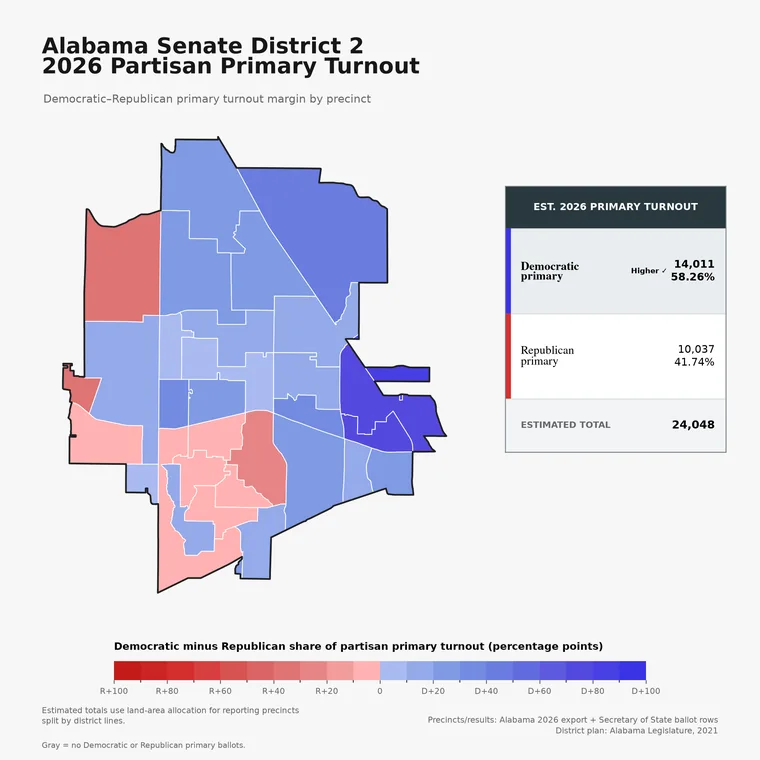 Alabama Senate District 2
2026 Partisan Primary Turnout
Democratic–Republican primary turnout margin by precinct
EST. 2026 PRIMARY TURNOUT
Democratic
primary
Higher ✓
14,011
58.26%
Republican
primary
10,037
41.74%
ESTIMATED TOTAL
24,048
Democratic minus Republican share of partisan primary turnout (percentage points)
R+100 R+80 R+60 R+40 R+20 0 D+20 D+40 D+60 D+80 D+100
Estimated totals use land-area allocation for reporting precincts
split by district lines.
Gray = no Democratic or Republican primary ballots.
Precincts/results: Alabama 2026 export + Secretary of State ballot rows
District plan: Alabama Legislature, 2021